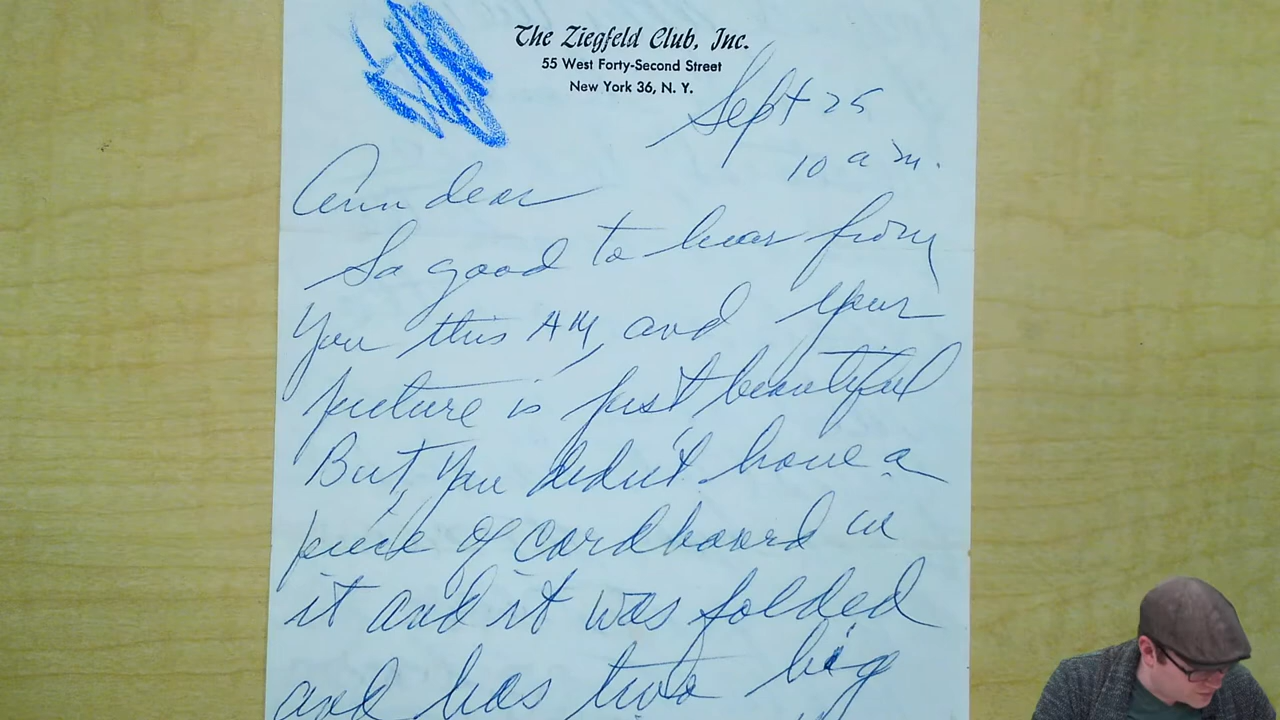 The Ziegfeld Club, Inc.
55 West Forty-Second Street
New York 36, N. Y.
Sept 25
10 a m.
Ann dear
So good to hear from
you this AM, and your
picture is just beautiful
But, you didn't have a
piece of cardboard in
it and it was folded
and has two big